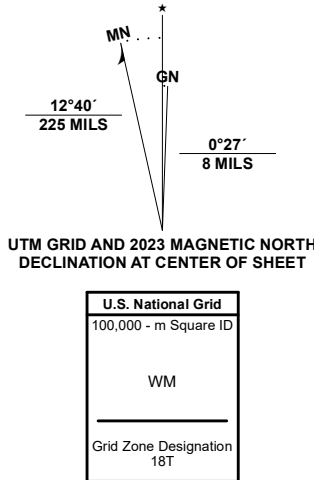 ★
MN
GN
12°40´
225 MILS
0°27´
8 MILS
UTM GRID AND 2023 MAGNETIC NORTH
DECLINATION AT CENTER OF SHEET
U.S. National Grid
100,000 - m Square ID
WM
Grid Zone Designation
18T